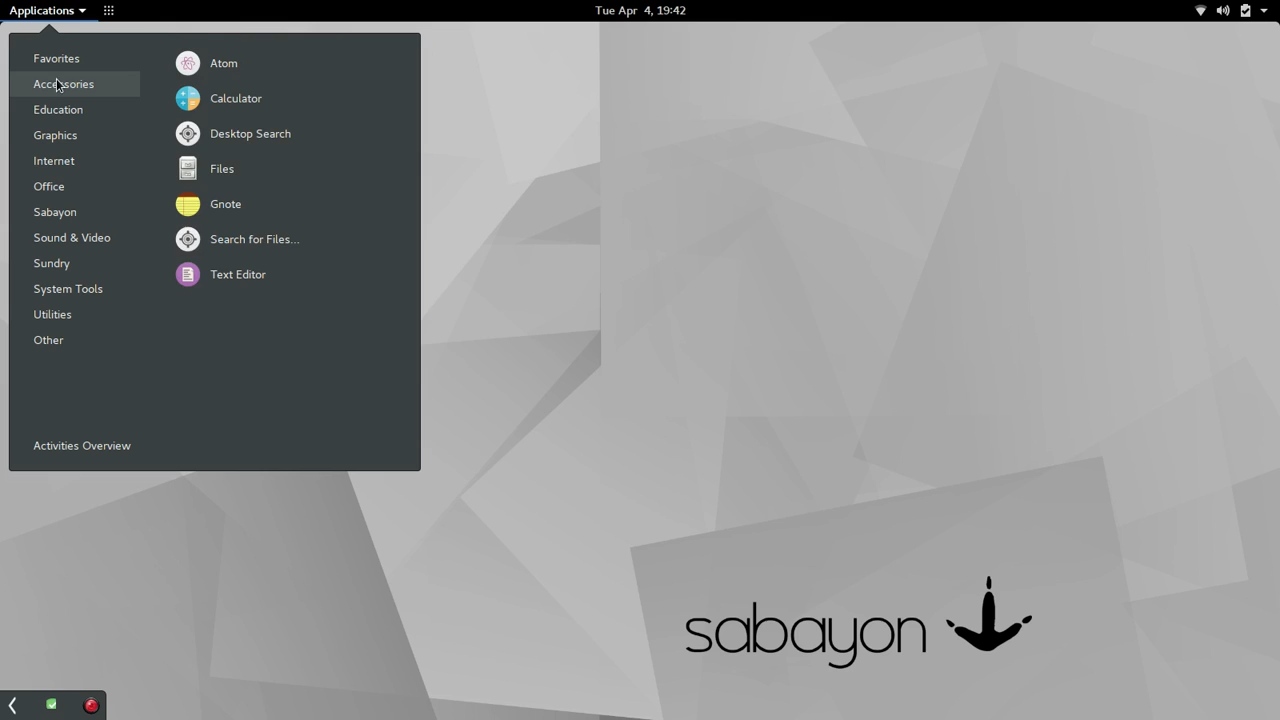 Applications
Tue Apr  4, 19:42
Favorites
Accessories
Education
Graphics
Internet
Office
Sabayon
Sound & Video
Sundry
System Tools
Utilities
Other
Activities Overview
Atom
Calculator
Desktop Search
Files
Gnote
Search for Files...
Text Editor
sabayon